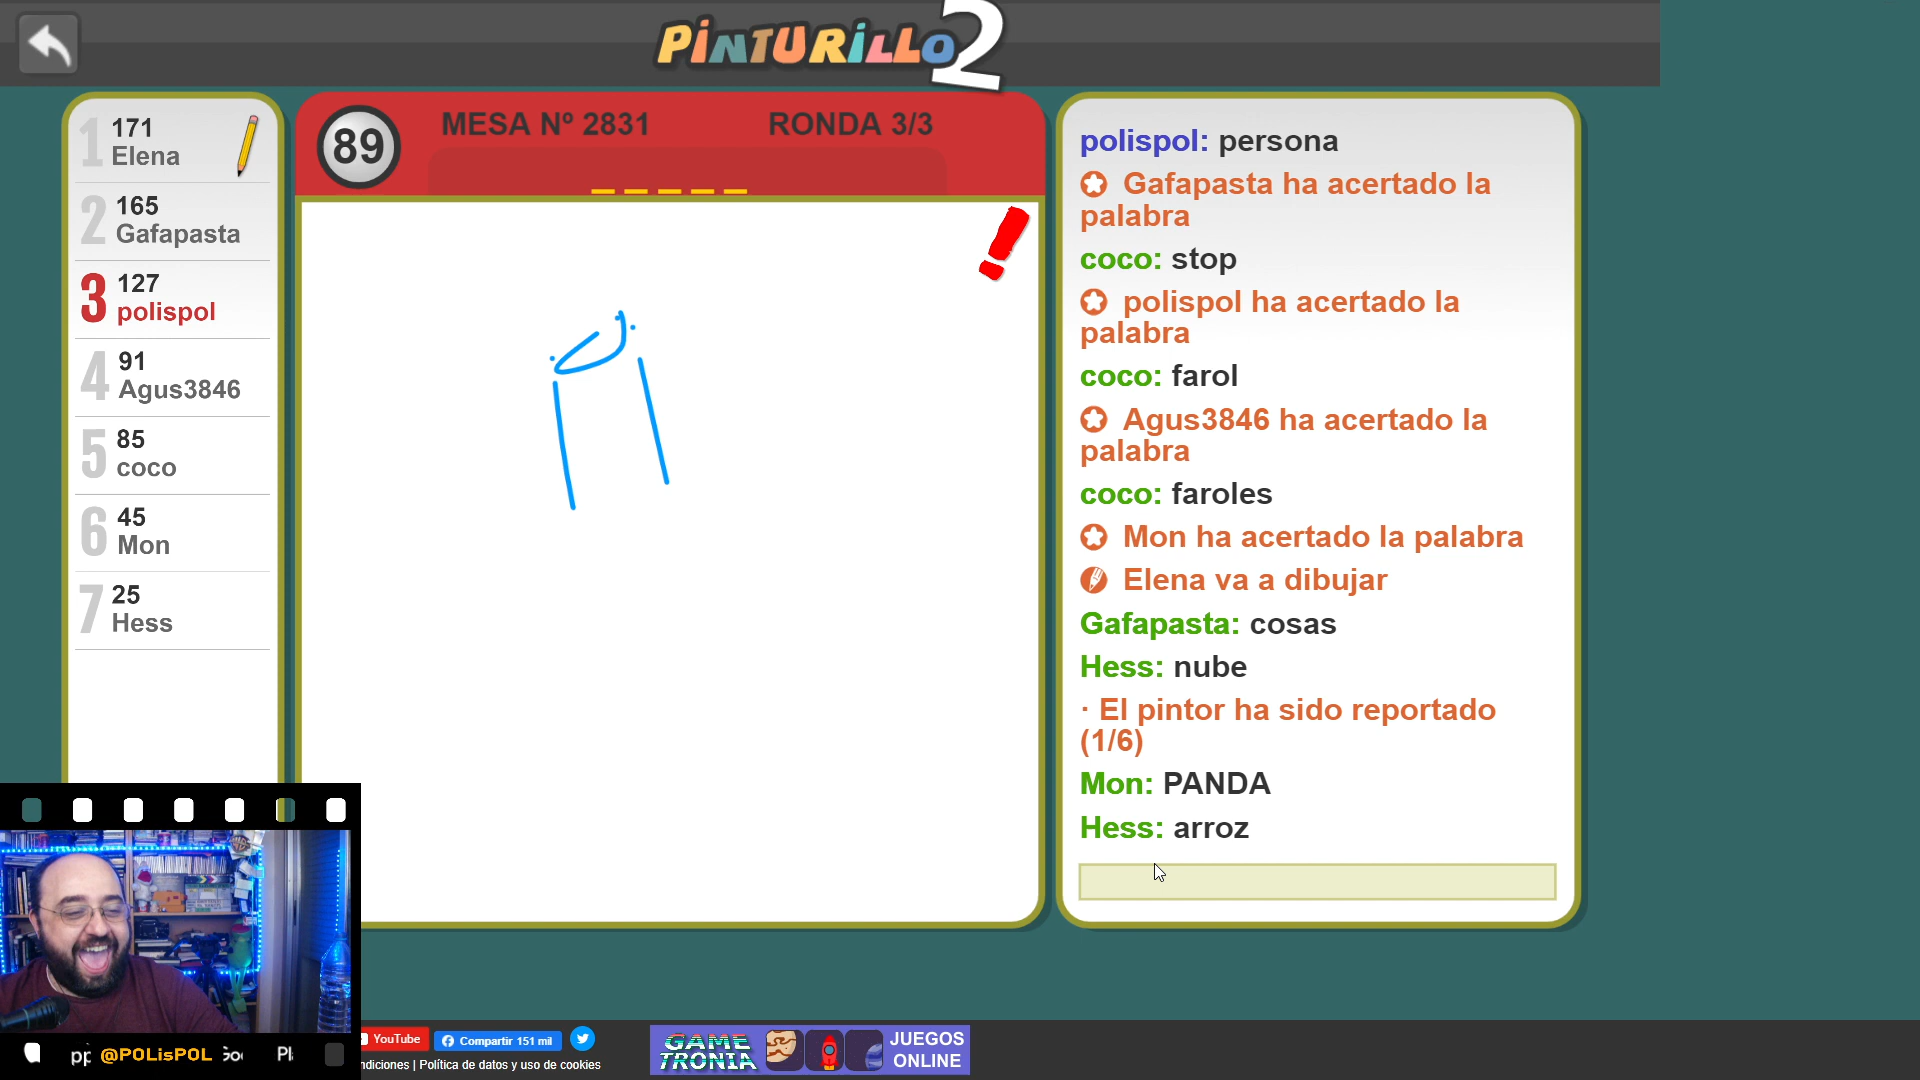 PiNTURiLLO 2
1 171 Elena
2 165 Gafapasta
3 127 polispol
4 91 Agus3846
5 85 coco
6 45 Mon
7 25 Hess
89 MESA Nº 2831 RONDA 3/3
_ _ _ _ _
!
polispol: persona
Gafapasta ha acertado la
palabra
coco: stop
polispol ha acertado la
palabra
coco: farol
Agus3846 ha acertado la
palabra
coco: faroles
Mon ha acertado la palabra
Elena va a dibujar
Gafapasta: cosas
Hess: nube
· El pintor ha sido reportado
(1/6)
Mon: PANDA
Hess: arroz
@POLisPOL
YouTube
Compartir 151 mil
ndiciones | Política de datos y uso de cookies
GAME
TRONIA
JUEGOS
ONLINE